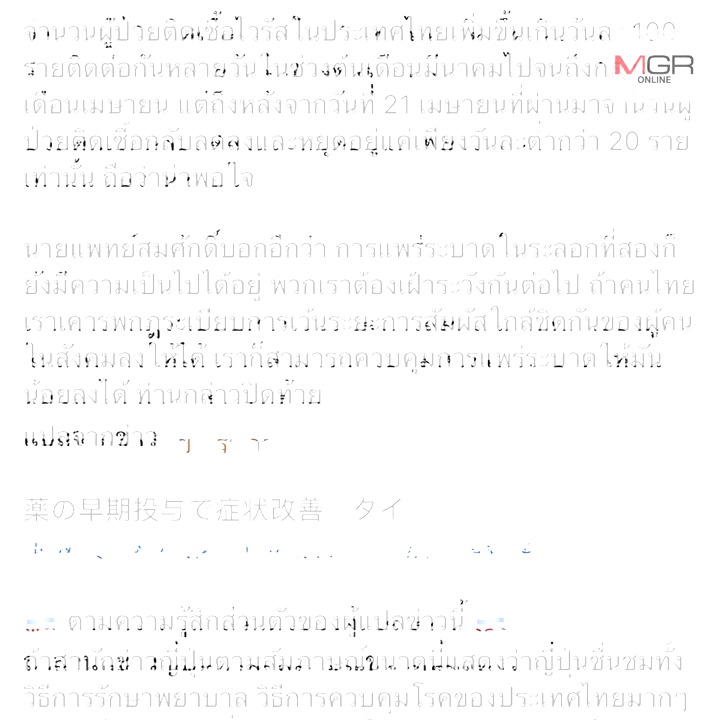 จำนวนผู้ป่วยติดเชื้อไวรัสในประเทศไทยเพิ่มขึ้นเกินวันละ 100
รายติดต่อกันหลายวันในช่วงต้นเดือนมีนาคมไปจนถึง
MGR
ONLINE
เดือนเมษายน แต่ถึงหลังจากวันที่ 21 เมษายนที่ผ่านมาจำนวนผู้
ป่วยติดเชื้อกลับลดลงและหยุดอยู่แค่เพียงวันละต่ำกว่า 20 ราย
เท่านั้น ถือว่าน่าพอใจ
นายแพทย์สมศักดิ์บอกอีกว่า การแพร่ระบาดในระลอกที่สองก็
ยังมีความเป็นไปได้อยู่ พวกเราต้องเฝ้าระวังกันต่อไป ถ้าคนไทย
เราเคารพกฎระเบียบการเว้นระยะการสัมผัสใกล้ชิดกันของผู้คน
ในสังคมลงให้ได้ เราก็สามารถควบคุมการแพร่ระบาดให้มัน
น้อยลงได้ ท่านกล่าวปิดท้าย
แปลจากข่าว
薬の早期投与で症状改善 タイ
ตามความรู้สึกส่วนตัวของผู้แปลข่าวนี้
ถ้าสำนักข่าวญี่ปุ่นตามสัมภาษณ์ขนาดนี้แสดงว่าญี่ปุ่นชื่นชมทั้ง
วิธีการรักษาพยาบาล วิธีการควบคุมโรคของประเทศไทยมากๆ